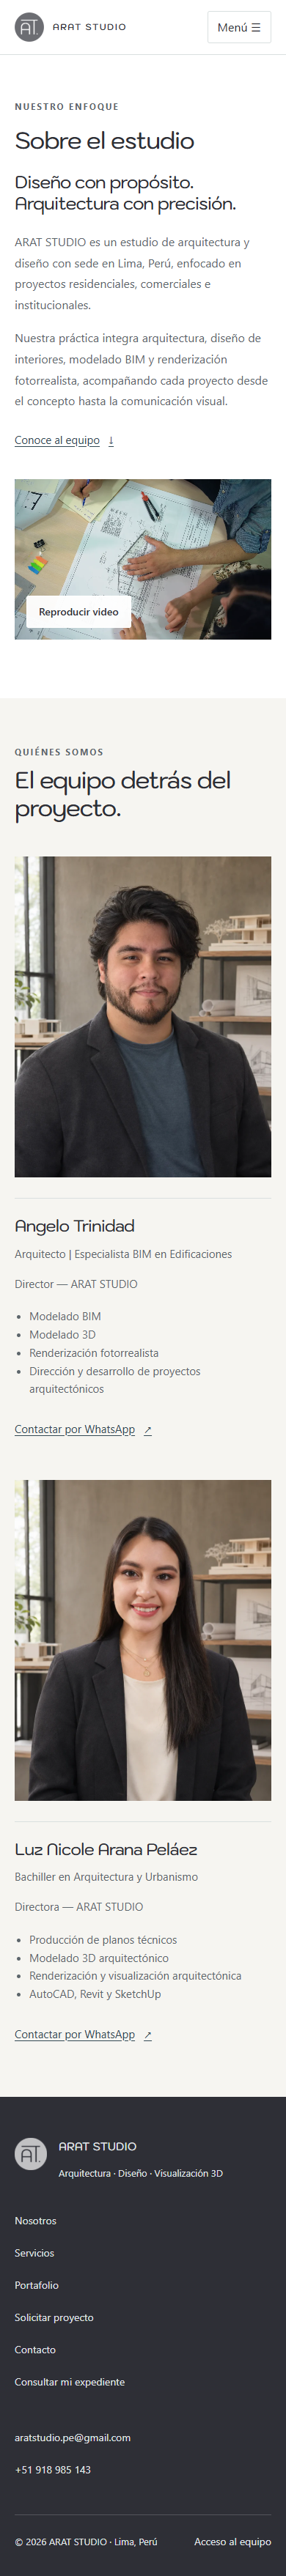 AT.
ARAT STUDIO
Menú ☰
NUESTRO ENFOQUE
Sobre el estudio
Diseño con propósito.
Arquitectura con precisión.
ARAT STUDIO es un estudio de arquitectura y
diseño con sede en Lima, Perú, enfocado en
proyectos residenciales, comerciales e
institucionales.
Nuestra práctica integra arquitectura, diseño de
interiores, modelado BIM y renderización
fotorrealista, acompañando cada proyecto desde
el concepto hasta la comunicación visual.
Conoce al equipo ↓
Reproducir video
QUIÉNES SOMOS
El equipo detrás del
proyecto.
Angelo Trinidad
Arquitecto | Especialista BIM en Edificaciones
Director — ARAT STUDIO
• Modelado BIM
• Modelado 3D
• Renderización fotorrealista
• Dirección y desarrollo de proyectos
arquitectónicos
Contactar por WhatsApp ↗
Luz Nicole Arana Peláez
Bachiller en Arquitectura y Urbanismo
Directora — ARAT STUDIO
• Producción de planos técnicos
• Modelado 3D arquitectónico
• Renderización y visualización arquitectónica
• AutoCAD, Revit y SketchUp
Contactar por WhatsApp ↗
AT.
ARAT STUDIO
Arquitectura · Diseño · Visualización 3D
Nosotros
Servicios
Portafolio
Solicitar proyecto
Contacto
Consultar mi expediente
aratstudio.pe@gmail.com
+51 918 985 143
© 2026 ARAT STUDIO · Lima, Perú
Acceso al equipo